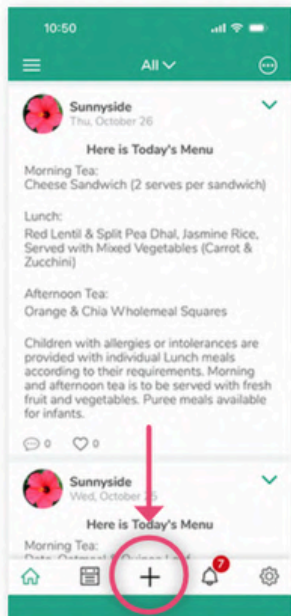 10:50
All
Sunnyside
Thu, October 26
Here is Today's Menu
Morning Tea:
Cheese Sandwich (2 serves per sandwich)
Lunch:
Red Lentil & Split Pea Dhal, Jasmine Rice,
Served with Mixed Vegetables (Carrot &
Zucchini)
Afternoon Tea:
Orange & Chia Wholemeal Squares
Children with allergies or intolerances are
provided with individual Lunch meals
according to their requirements. Morning
and afternoon tea is to be served with fresh
fruit and vegetables. Puree meals available
for infants.
0 0
Sunnyside
Wed, October 25
Here is Today's Menu
Morning Tea:
Date, Oatmeal & Quinoa Loaf
7